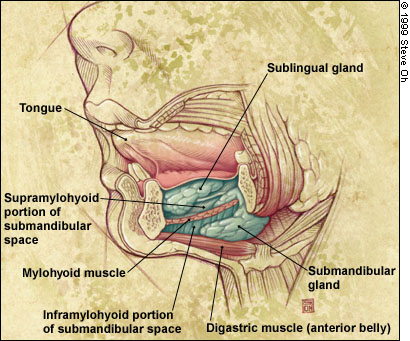 © 1999 Steve Oh
Sublingual gland
Tongue
Supramylohyoid
portion of
submandibular
space
Mylohyoid muscle
Submandibular
gland
Inframylohyoid portion
of submandibular space
Digastric muscle (anterior belly)